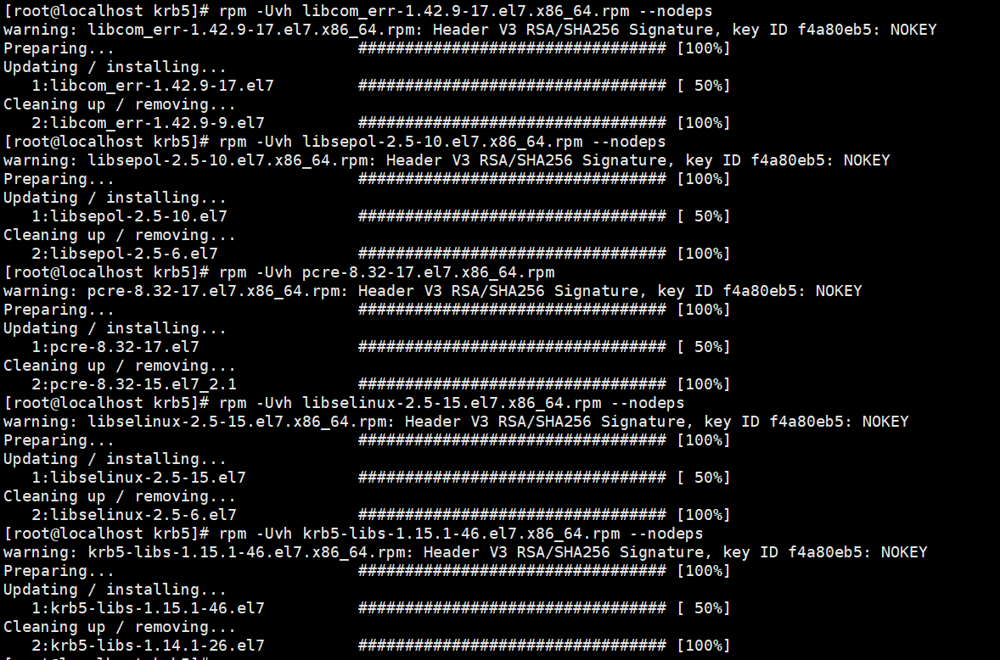 [root@localhost krb5]# rpm -Uvh libcom_err-1.42.9-17.el7.x86_64.rpm --nodeps
warning: libcom_err-1.42.9-17.el7.x86_64.rpm: Header V3 RSA/SHA256 Signature, key ID f4a80eb5: NOKEY
Preparing...                          ################################# [100%]
Updating / installing...
   1:libcom_err-1.42.9-17.el7         ################################# [ 50%]
Cleaning up / removing...
   2:libcom_err-1.42.9-9.el7          ################################# [100%]
[root@localhost krb5]# rpm -Uvh libsepol-2.5-10.el7.x86_64.rpm --nodeps
warning: libsepol-2.5-10.el7.x86_64.rpm: Header V3 RSA/SHA256 Signature, key ID f4a80eb5: NOKEY
Preparing...                          ################################# [100%]
Updating / installing...
   1:libsepol-2.5-10.el7              ################################# [ 50%]
Cleaning up / removing...
   2:libsepol-2.5-6.el7               ################################# [100%]
[root@localhost krb5]# rpm -Uvh pcre-8.32-17.el7.x86_64.rpm
warning: pcre-8.32-17.el7.x86_64.rpm: Header V3 RSA/SHA256 Signature, key ID f4a80eb5: NOKEY
Preparing...                          ################################# [100%]
Updating / installing...
   1:pcre-8.32-17.el7                 ################################# [ 50%]
Cleaning up / removing...
   2:pcre-8.32-15.el7_2.1             ################################# [100%]
[root@localhost krb5]# rpm -Uvh libselinux-2.5-15.el7.x86_64.rpm --nodeps
warning: libselinux-2.5-15.el7.x86_64.rpm: Header V3 RSA/SHA256 Signature, key ID f4a80eb5: NOKEY
Preparing...                          ################################# [100%]
Updating / installing...
   1:libselinux-2.5-15.el7            ################################# [ 50%]
Cleaning up / removing...
   2:libselinux-2.5-6.el7             ################################# [100%]
[root@localhost krb5]# rpm -Uvh krb5-libs-1.15.1-46.el7.x86_64.rpm --nodeps
warning: krb5-libs-1.15.1-46.el7.x86_64.rpm: Header V3 RSA/SHA256 Signature, key ID f4a80eb5: NOKEY
Preparing...                          ################################# [100%]
Updating / installing...
   1:krb5-libs-1.15.1-46.el7          ################################# [ 50%]
Cleaning up / removing...
   2:krb5-libs-1.14.1-26.el7          ################################# [100%]